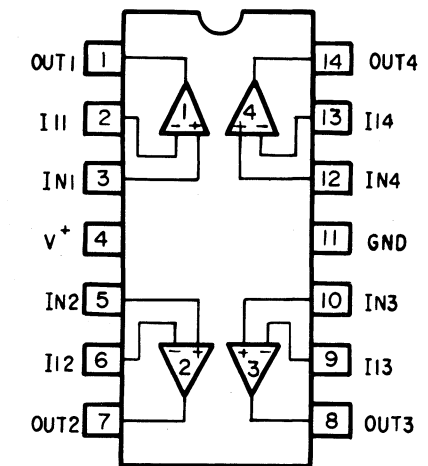 OUT1 1 14 OUT4
I11 2 1 4 13 I14
- + + -
IN1 3 12 IN4
V+ 4 11 GND
IN2 5 10 IN3
- + + -
I12 6 2 3 9 I13
OUT2 7 8 OUT3